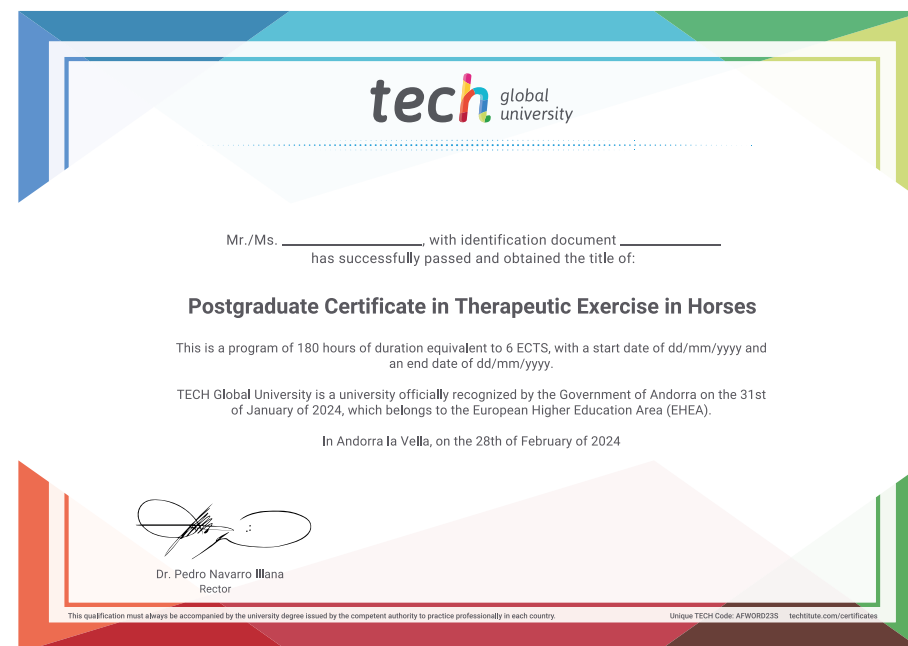 tech global university
Mr./Ms. ____________________, with identification document ______________
has successfully passed and obtained the title of:
Postgraduate Certificate in Therapeutic Exercise in Horses
This is a program of 180 hours of duration equivalent to 6 ECTS, with a start date of dd/mm/yyyy and
an end date of dd/mm/yyyy.
TECH Global University is a university officially recognized by the Government of Andorra on the 31st
of January of 2024, which belongs to the European Higher Education Area (EHEA).
In Andorra la Vella, on the 28th of February of 2024
Dr. Pedro Navarro Illana
Rector
This qualification must always be accompanied by the university degree issued by the competent authority to practice professionally in each country.
Unique TECH Code: AFWORD23S techtitute.com/certificates